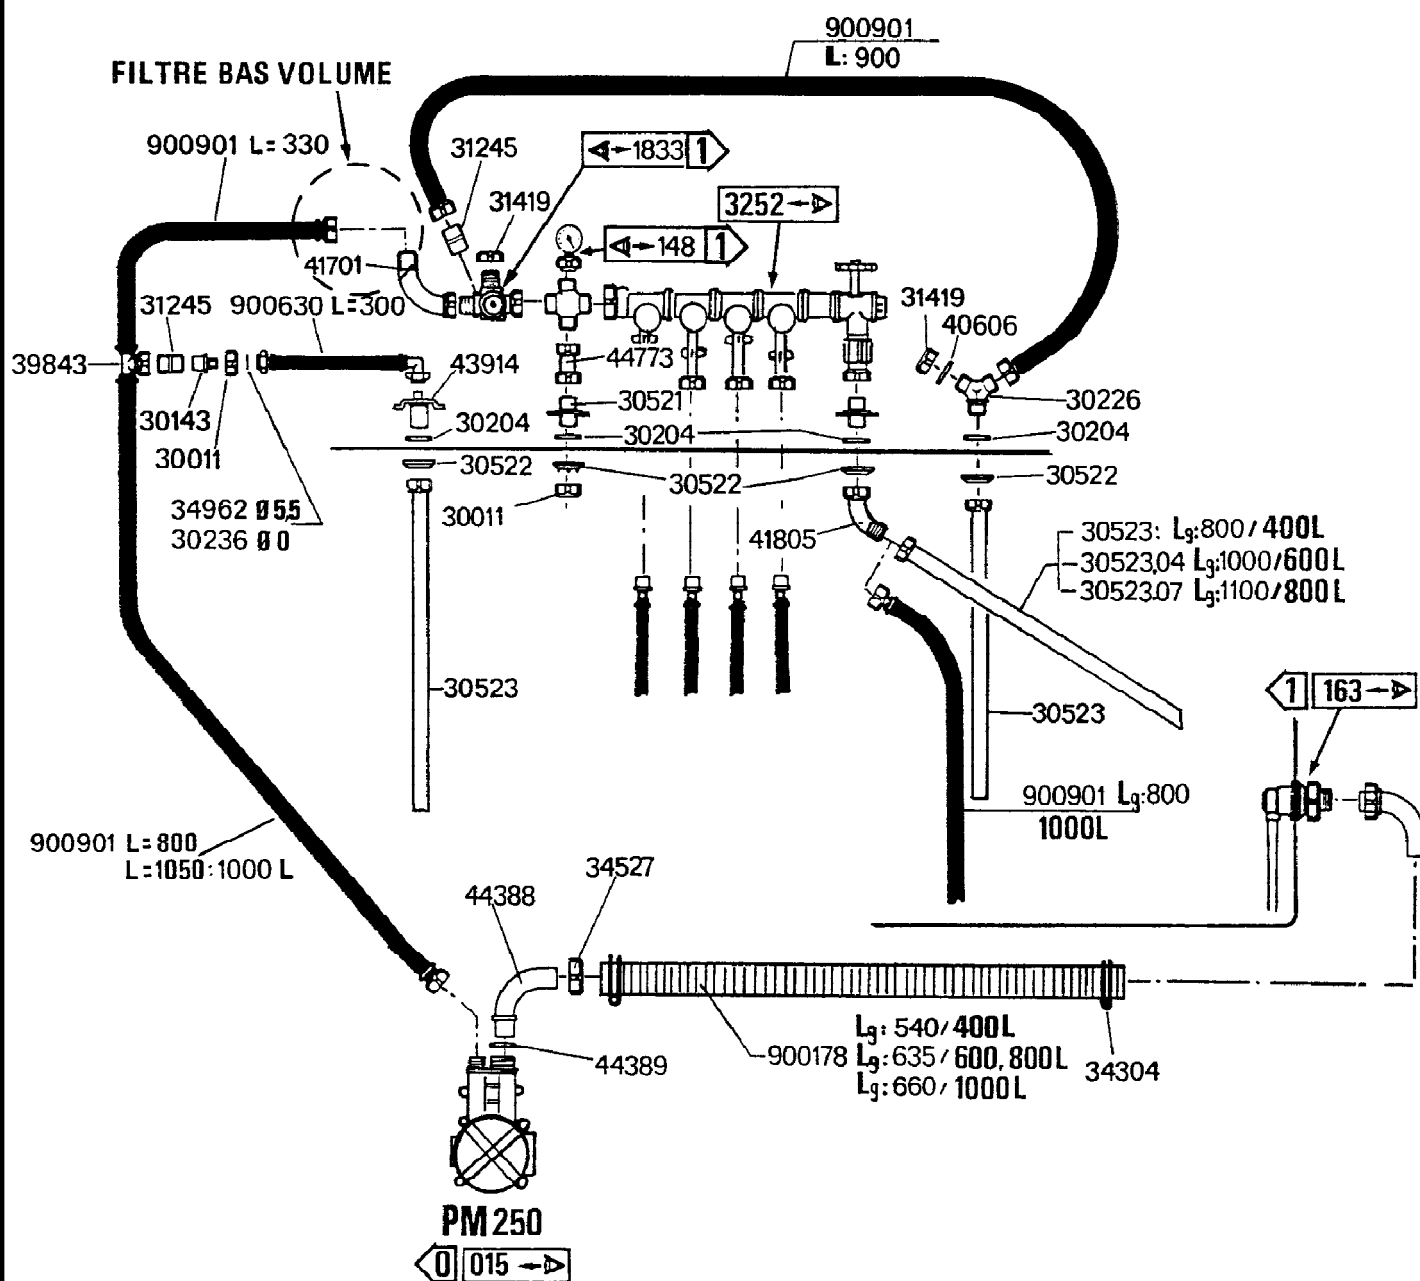 900901
L: 900
FILTRE BAS VOLUME
900901 L= 330
31245
1833 1
31419
3252
148 1
41701
31245
900630 L=300
31419
40606
39843
43914
44773
30521
30226
30143
30204
30204
30204
30011
30522
30522
30522
34962 Ø 5,5
30236 Ø 0
30011
41805
30523: Lg:800/400L
30523,04 Lg:1000/600L
30523.07 Lg:1100/800L
30523
30523
1 163
900901 Lg:800
1000L
900901 L=800
L=1050:1000 L
34527
44388
Lg: 540/400L
900178 Lg:635/600,800L
Lg:660/1000L
44389
34304
PM 250
0 015